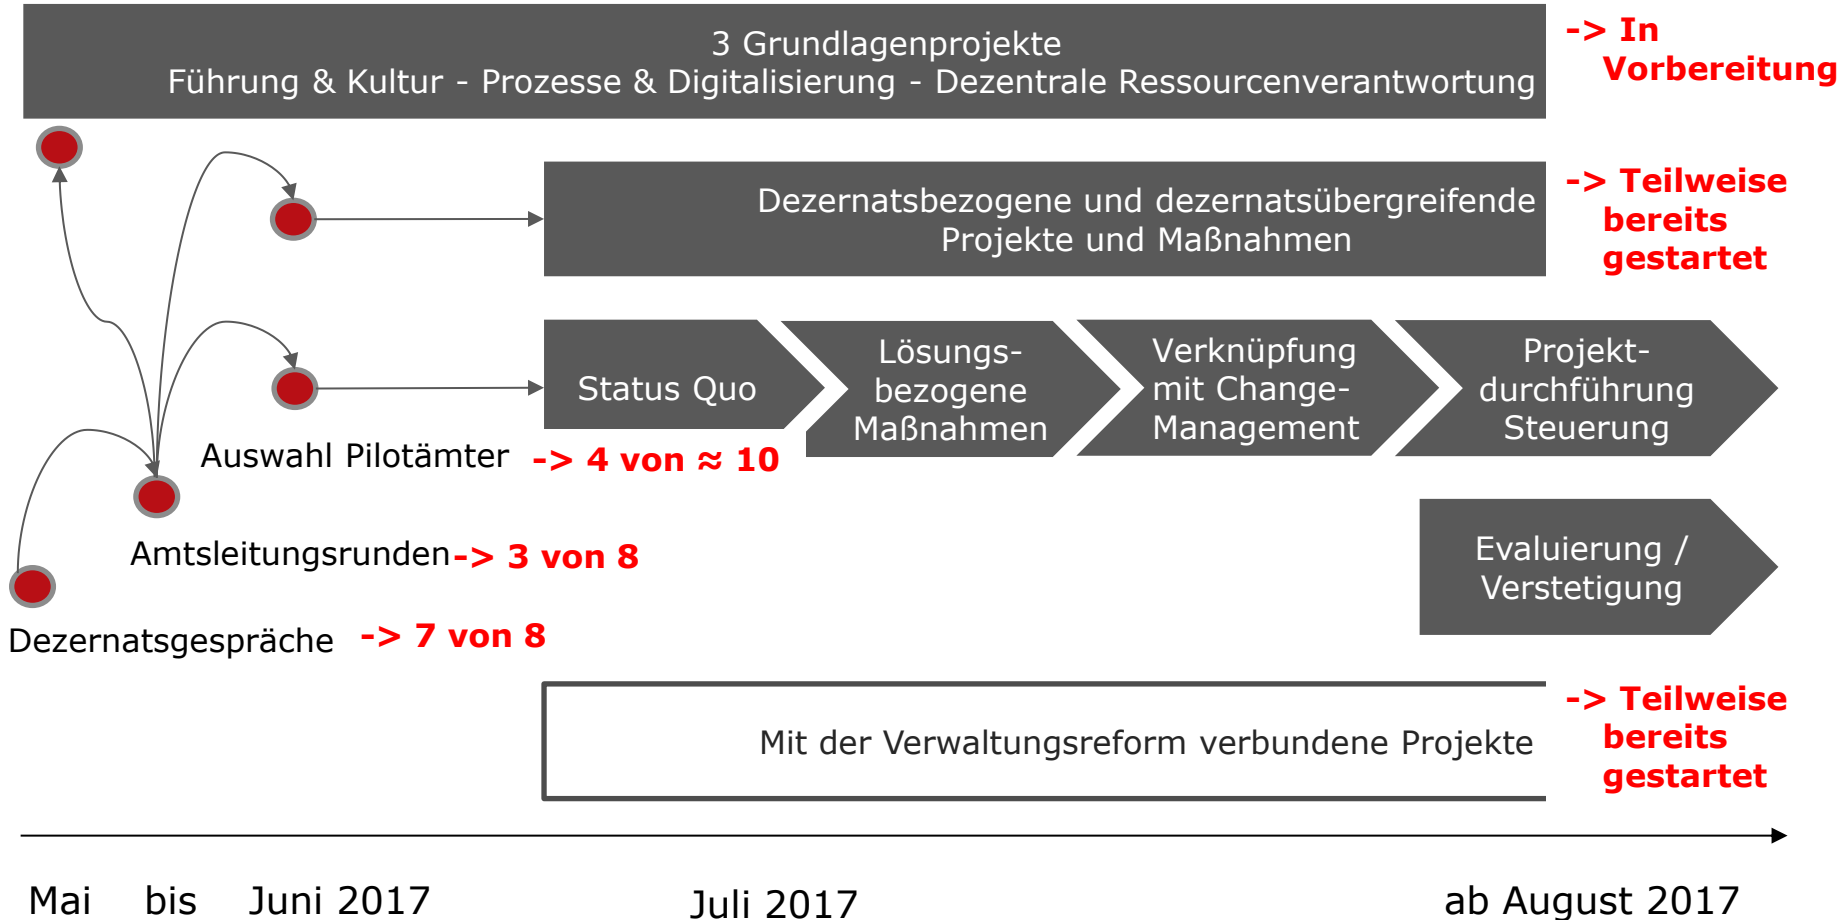 3 Grundlagenprojekte
Führung & Kultur - Prozesse & Digitalisierung - Dezentrale Ressourcenverantwortung
-> In
Vorbereitung
Dezernatsbezogene und dezernatsübergreifende
Projekte und Maßnahmen
-> Teilweise
bereits
gestartet
Status Quo
Lösungs-
bezogene
Maßnahmen
Verknüpfung
mit Change-
Management
Projekt-
durchführung
Steuerung
Auswahl Pilotämter -> 4 von ≈ 10
Amtsleitungsrunden -> 3 von 8
Evaluierung /
Verstetigung
Dezernatsgespräche -> 7 von 8
Mit der Verwaltungsreform verbundene Projekte
-> Teilweise
bereits
gestartet
Mai bis Juni 2017 Juli 2017 ab August 2017